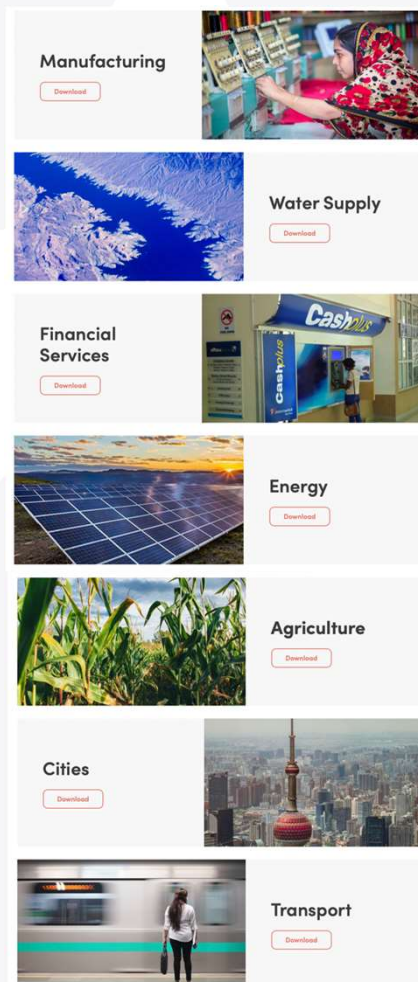 Manufacturing
Download
Water Supply
Download
Cashplus
Cashplus
Financial
Services
Download
Energy
Download
Agriculture
Download
Cities
Download
Transport
Download